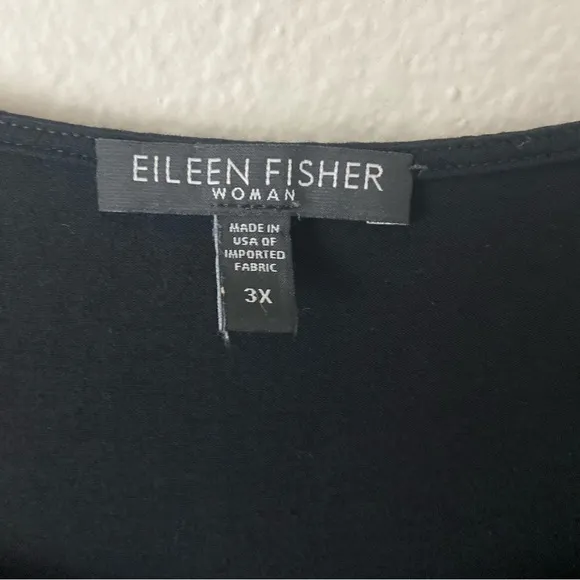 EILEEN FISHER
WOMAN
MADE IN
USA OF
IMPORTED
FABRIC
3X